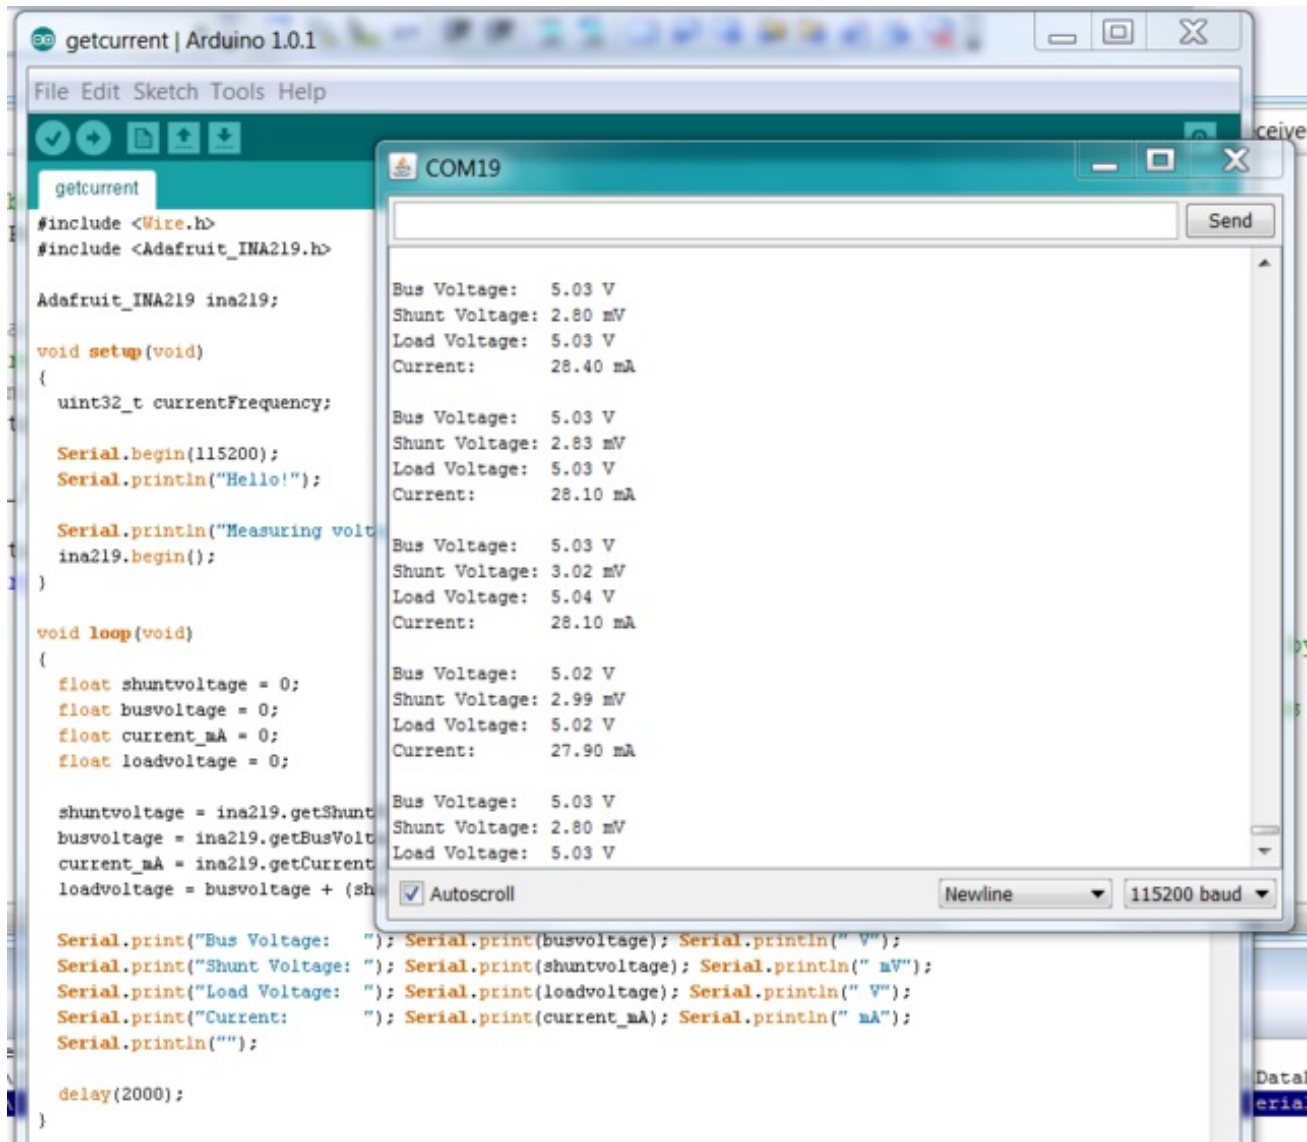 getcurrent | Arduino 1.0.1
File Edit Sketch Tools Help
getcurrent
#include <Wire.h>
#include <Adafruit_INA219.h>
Adafruit_INA219 ina219;
void setup(void)
{
uint32_t currentFrequency;
Serial.begin(115200);
Serial.println("Hello!");
Serial.println("Measuring volt
ina219.begin();
}
void loop(void)
{
float shuntvoltage = 0;
float busvoltage = 0;
float current_mA = 0;
float loadvoltage = 0;
shuntvoltage = ina219.getShunt
busvoltage = ina219.getBusVolt
current_mA = ina219.getCurrent
loadvoltage = busvoltage + (sh
Serial.print("Bus Voltage:   "); Serial.print(busvoltage); Serial.println(" V");
Serial.print("Shunt Voltage: "); Serial.print(shuntvoltage); Serial.println(" mV");
Serial.print("Load Voltage:  "); Serial.print(loadvoltage); Serial.println(" V");
Serial.print("Current:       "); Serial.print(current_mA); Serial.println(" mA");
Serial.println("");
delay(2000);
}
COM19
Send
Bus Voltage:   5.03 V
Shunt Voltage: 2.80 mV
Load Voltage:  5.03 V
Current:       28.40 mA
Bus Voltage:   5.03 V
Shunt Voltage: 2.83 mV
Load Voltage:  5.03 V
Current:       28.10 mA
Bus Voltage:   5.03 V
Shunt Voltage: 3.02 mV
Load Voltage:  5.04 V
Current:       28.10 mA
Bus Voltage:   5.02 V
Shunt Voltage: 2.99 mV
Load Voltage:  5.02 V
Current:       27.90 mA
Bus Voltage:   5.03 V
Shunt Voltage: 2.80 mV
Load Voltage:  5.03 V
Autoscroll
Newline
115200 baud
ceive
Data
erial